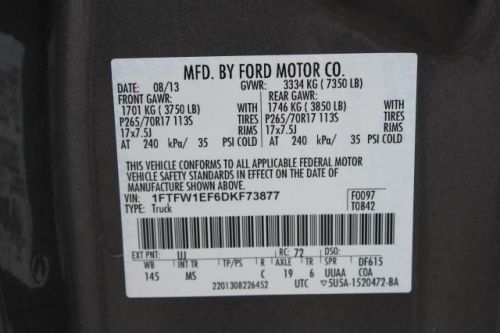 MFD. BY FORD MOTOR CO.
DATE: 08/13 GVWR: 3334 KG ( 7350 LB)
FRONT GAWR: REAR GAWR:
1701 KG ( 3750 LB) WITH 1746 KG ( 3850 LB) WITH
P265/70R17 113S TIRES P265/70R17 113S TIRES
17x7.5J RIMS 17x7.5J RIMS
AT 240 kPa/ 35 PSI COLD AT 240 kPa/ 35 PSI COLD
THIS VEHICLE CONFORMS TO ALL APPLICABLE FEDERAL MOTOR
VEHICLE SAFETY STANDARDS IN EFFECT ON THE DATE OF
MANUFACTURE SHOWN ABOVE.
VIN: 1FTFW1EF6DKF73877 F0097
TYPE: Truck T0842
EXT PNT: UJ RC: 72 DSO:
WB INT TR TP/PS R AXLE TR SPR DF615
145 MS C 19 6 UUAA COA
2201308226452 UTC 5U5A-1520472-BA